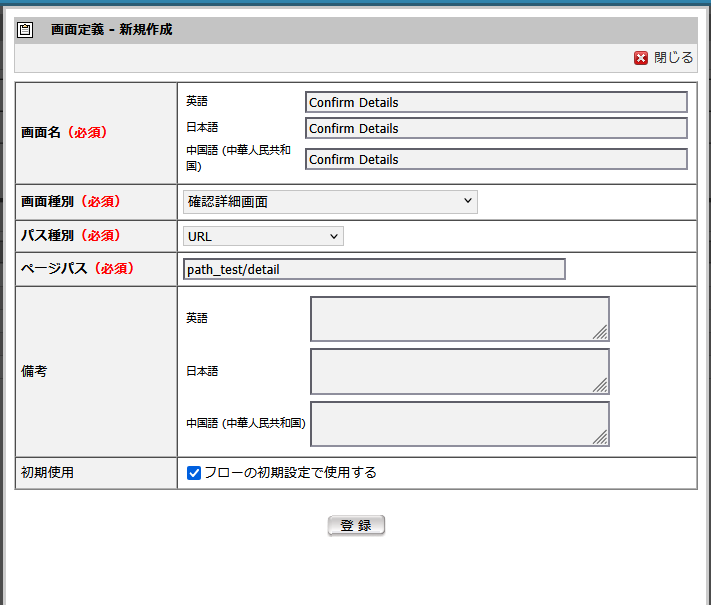 画面定義 - 新規作成
閉じる
画面名（必須）
英語
Confirm Details
日本語
Confirm Details
中国語 (中華人民共和
国)
Confirm Details
画面種別（必須）
確認詳細画面
パス種別（必須）
URL
ページパス（必須）
path_test/detail
備考
英語
日本語
中国語 (中華人民共和国)
初期使用
フローの初期設定で使用する
登 録